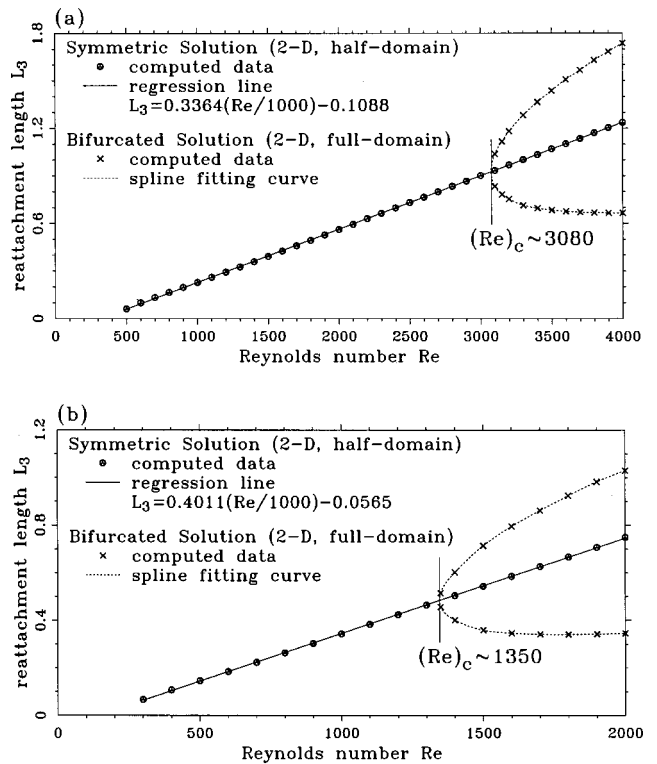 (a)
1.8
1.2
0.6
0
reattachment length L3
Symmetric Solution (2-D, half-domain)
computed data
regression line
L3=0.3364(Re/1000)-0.1088
Bifurcated Solution (2-D, full-domain)
computed data
spline fitting curve
(Re)c~3080
0 500 1000 1500 2000 2500 3000 3500 4000
Reynolds number Re
(b)
1.2
0.8
0.4
0
reattachment length L3
Symmetric Solution (2-D, half-domain)
computed data
regression line
L3=0.4011(Re/1000)-0.0565
Bifurcated Solution (2-D, full-domain)
computed data
spline fitting curve
(Re)c~1350
0 500 1000 1500 2000
Reynolds number Re